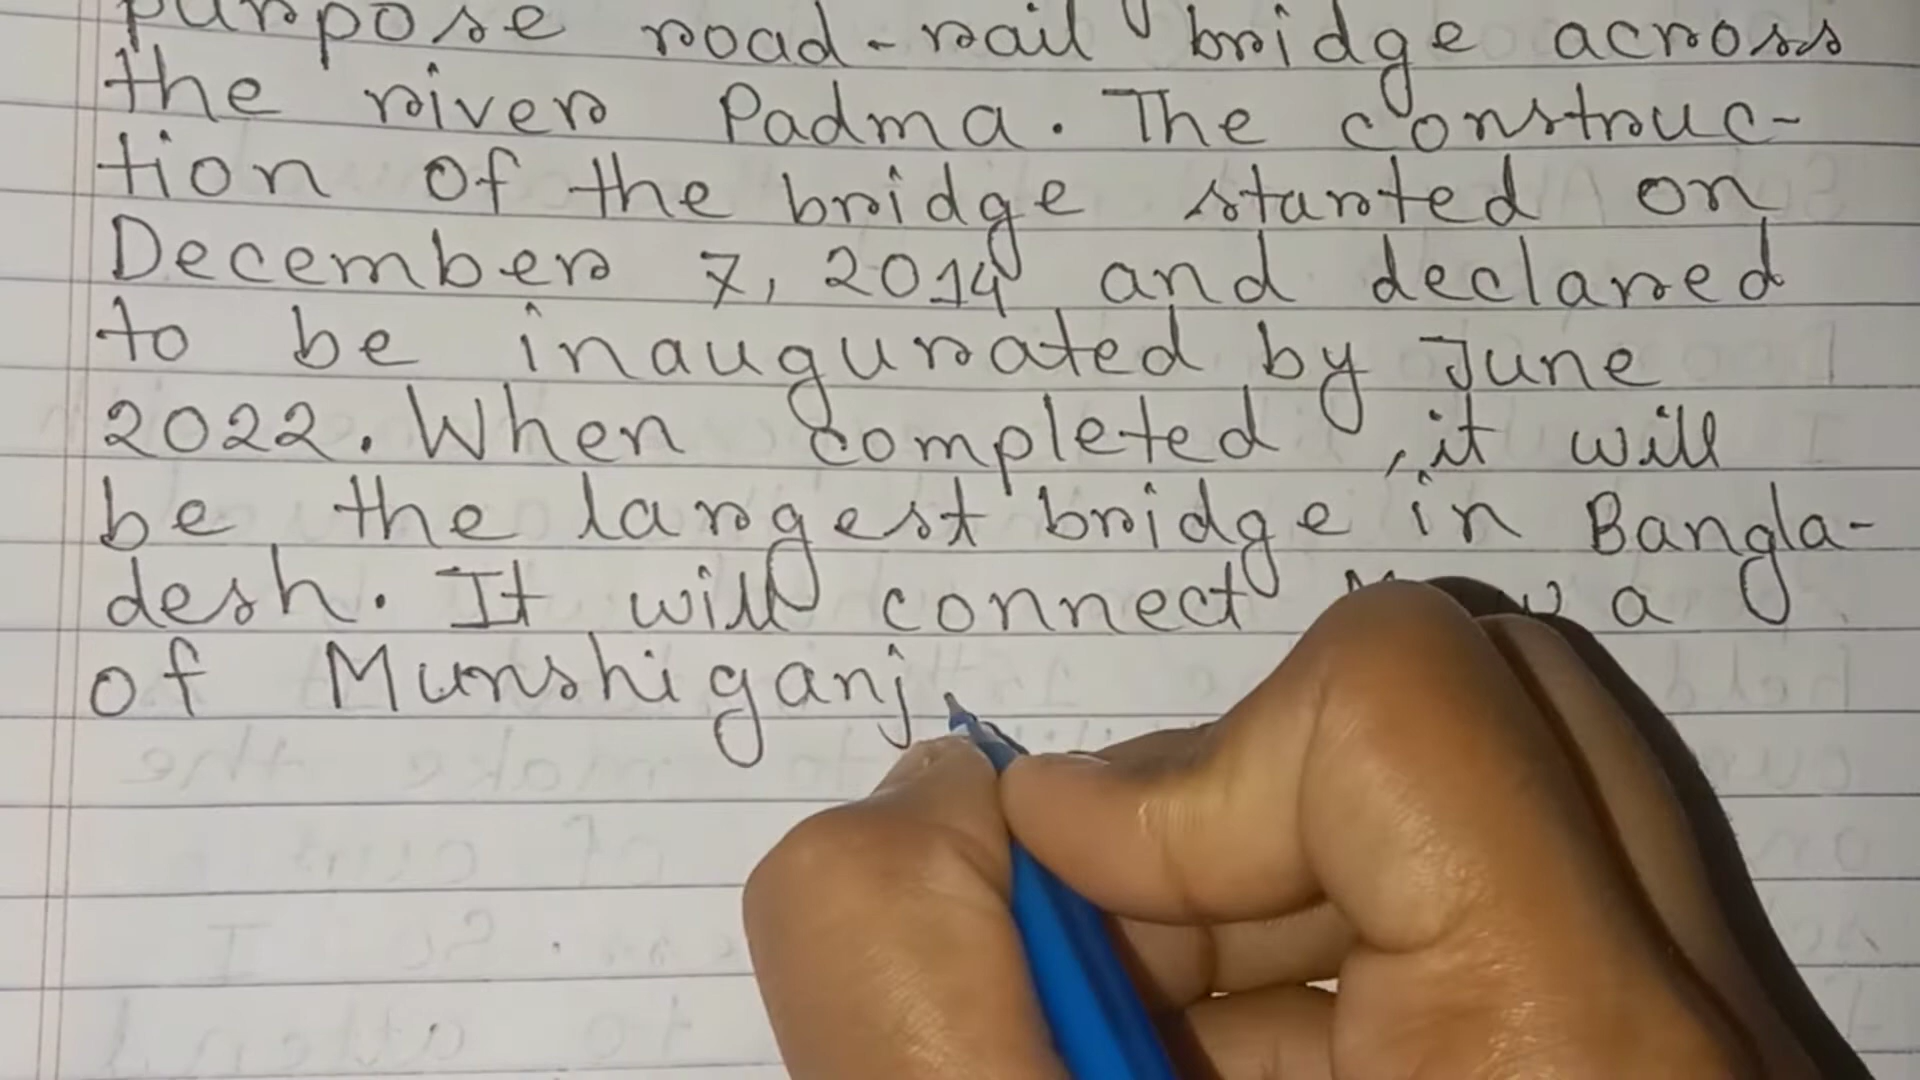 purpose road-rail bridge across
the river Padma. The construc-
tion of the bridge started on
December 7, 2014 and declared
to be inaugurated by June
2022. When completed, it will
be the largest bridge in Bangla-
desh. It will connect
of Munshiganj